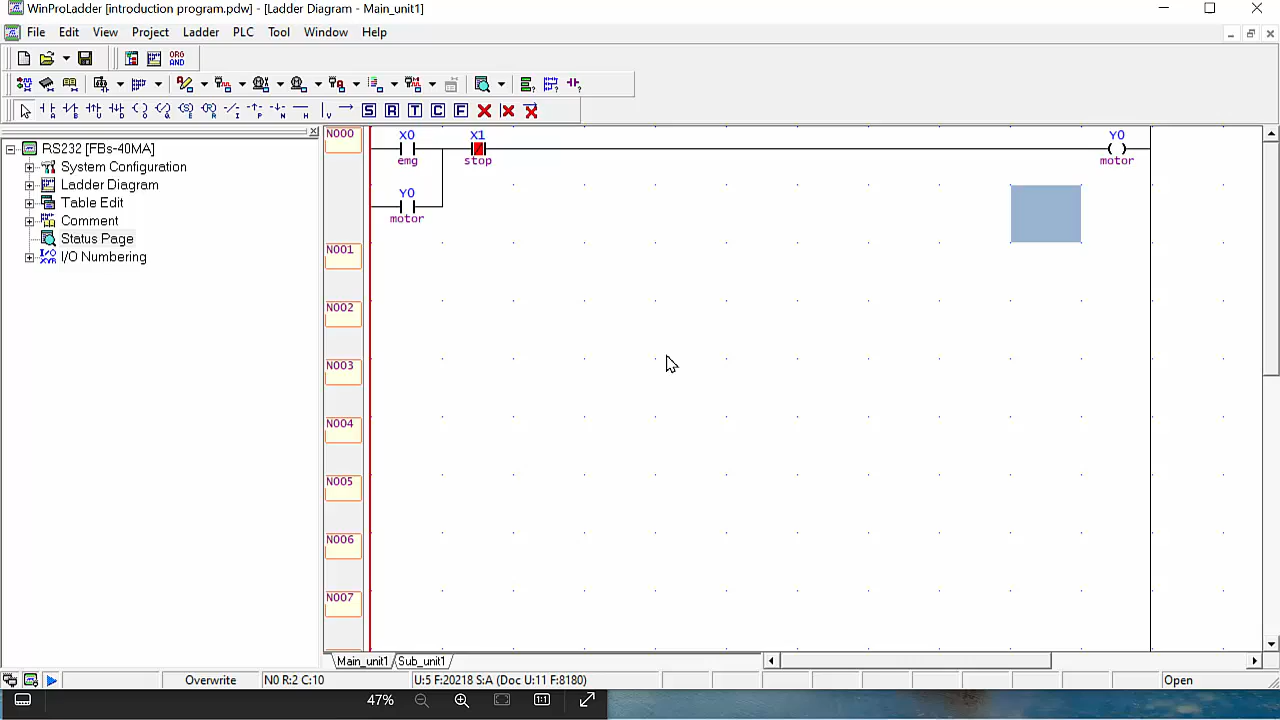 WinProLadder [introduction program.pdw] - [Ladder Diagram - Main_unit1]
File Edit View Project Ladder PLC Tool Window Help
ORG
AND
A B U D S R P N H V S R T C F
RS232 [FBs-40MA]
System Configuration
Ladder Diagram
Table Edit
Comment
Status Page
I/O Numbering
N000 X0 X1 Y0
emg stop motor
Y0
motor
N001
N002
N003
N004
N005
N006
N007
Main_unit1 Sub_unit1
Overwrite N0 R:2 C:10 U:5 F:20218 S:A (Doc U:11 F:8180) Open
47% 1:1